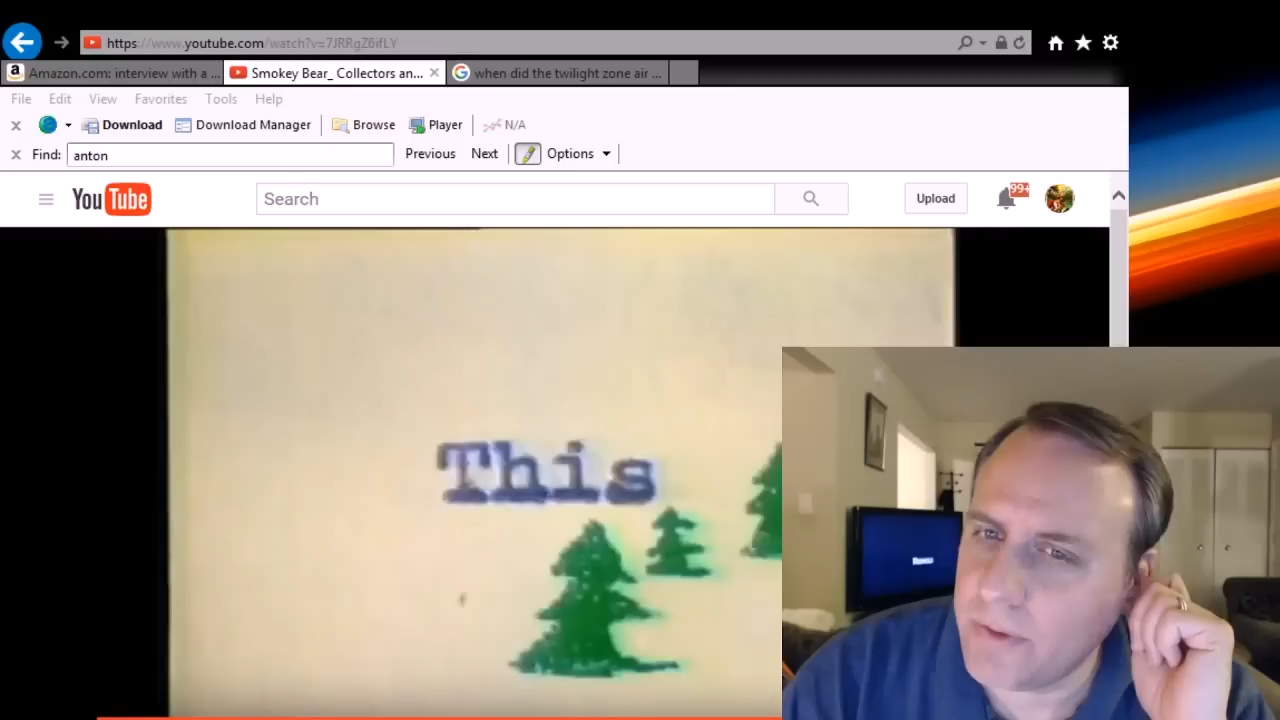 https://www.youtube.com/watch?v=7JRRgZ6ifLY
Amazon.com: interview with a ...
Smokey Bear_ Collectors an...
when did the twilight zone air ...
File Edit View Favorites Tools Help
Download Download Manager Browse Player N/A
Find: anton Previous Next Options
YouTube Search Upload 99+
This